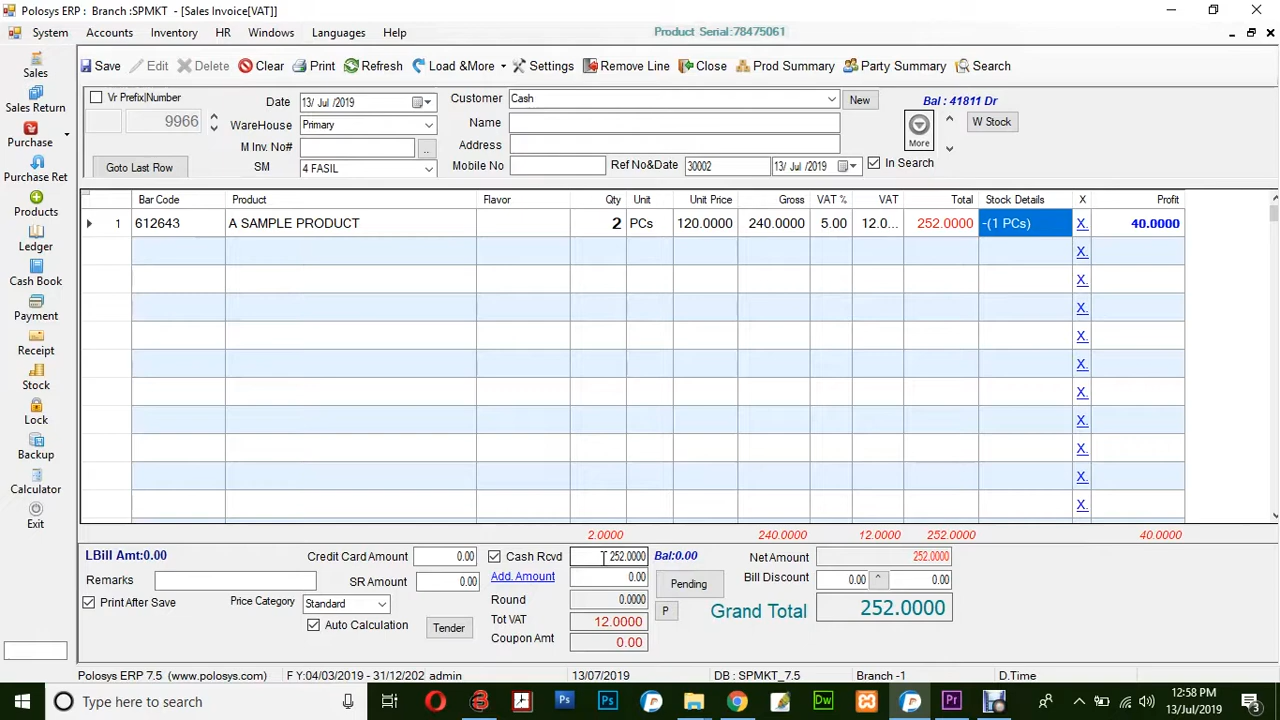 Polosys ERP : Branch :SPMKT - [Sales Invoice[VAT]]
System Accounts Inventory HR Windows Languages Help Product Serial:78475061
Sales
Sales Return
Purchase
Purchase Ret
Products
Ledger
Cash Book
Payment
Receipt
Stock
Lock
Backup
Calculator
Exit
Save Edit Delete Clear Print Refresh Load &More Settings Remove Line Close Prod Summary Party Summary Search
Vr Prefix|Number Date 13/ Jul /2019 Customer Cash New Bal : 41811 Dr
9966 WareHouse Primary Name More W Stock
M Inv. No# .. Address
Goto Last Row SM 4 FASIL Mobile No Ref No&Date 30002 13/ Jul /2019 In Search
Bar Code Product Flavor Qty Unit Unit Price Gross VAT % VAT Total Stock Details X Profit
1 612643 A SAMPLE PRODUCT 2 PCs 120.0000 240.0000 5.00 12.0... 252.0000 -(1 PCs) X. 40.0000
X.
X.
X.
X.
X.
X.
X.
X.
X.
X.
2.0000 240.0000 12.0000 252.0000 40.0000
LBill Amt:0.00 Credit Card Amount 0.00 Cash Rcvd 252.0000 Bal:0.00 Net Amount 252.0000
Remarks SR Amount 0.00 Add. Amount 0.00 Pending Bill Discount 0.00 ^ 0.00
Print After Save Price Category Standard Round 0.0000 P Grand Total 252.0000
Auto Calculation Tender Tot VAT 12.0000
Coupon Amt 0.00
Polosys ERP 7.5 (www.polosys.com) F Y:04/03/2019 - 31/12/202 admin 13/07/2019 DB : SPMKT_7.5 Branch -1 D.Time
Type here to search Ps Ps Dw Pr 12:58 PM
13/Jul/2019 3